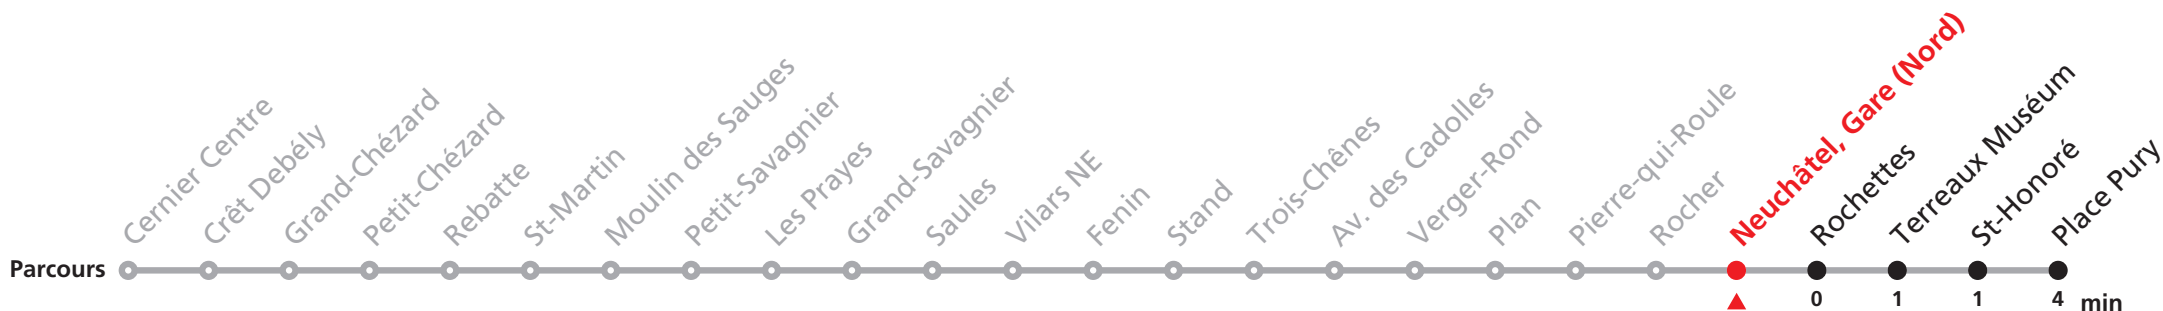 Cernier Centre
Crêt Debély
Grand-Chézard
Petit-Chézard
Rebatte
St-Martin
Moulin des Sauges
Petit-Savagnier
Les Prayes
Grand-Savagnier
Saules
Vilars NE
Fenin
Stand
Trois-Chênes
Av. des Cadolles
Verger-Rond
Plan
Pierre-qui-Roule
Rocher
Neuchâtel, Gare (Nord)
Rochettes
Terreaux Muséum
St-Honoré
Place Pury
Parcours
0 1 1 4 min